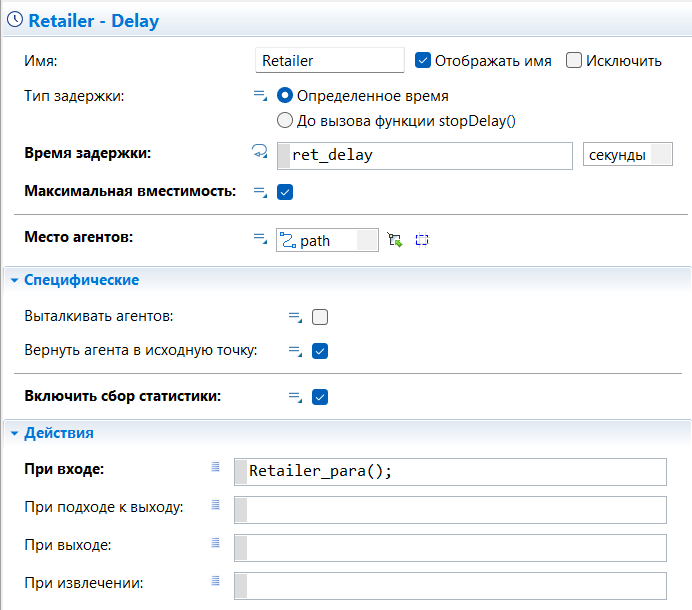 Retailer - Delay
Имя: Retailer Отображать имя Исключить
Тип задержки: Определенное время
До вызова функции stopDelay()
Время задержки: ret_delay секунды
Максимальная вместимость:
Место агентов: path
Специфические
Выталкивать агентов:
Вернуть агента в исходную точку:
Включить сбор статистики:
Действия
При входе: Retailer_para();
При подходе к выходу:
При выходе:
При извлечении: